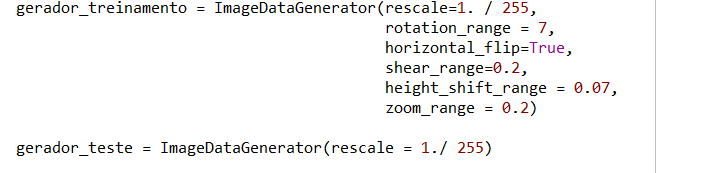 gerador_treinamento = ImageDataGenerator(rescale=1. / 255,
rotation_range = 7,
horizontal_flip=True,
shear_range=0.2,
height_shift_range = 0.07,
zoom_range = 0.2)
gerador_teste = ImageDataGenerator(rescale = 1./ 255)